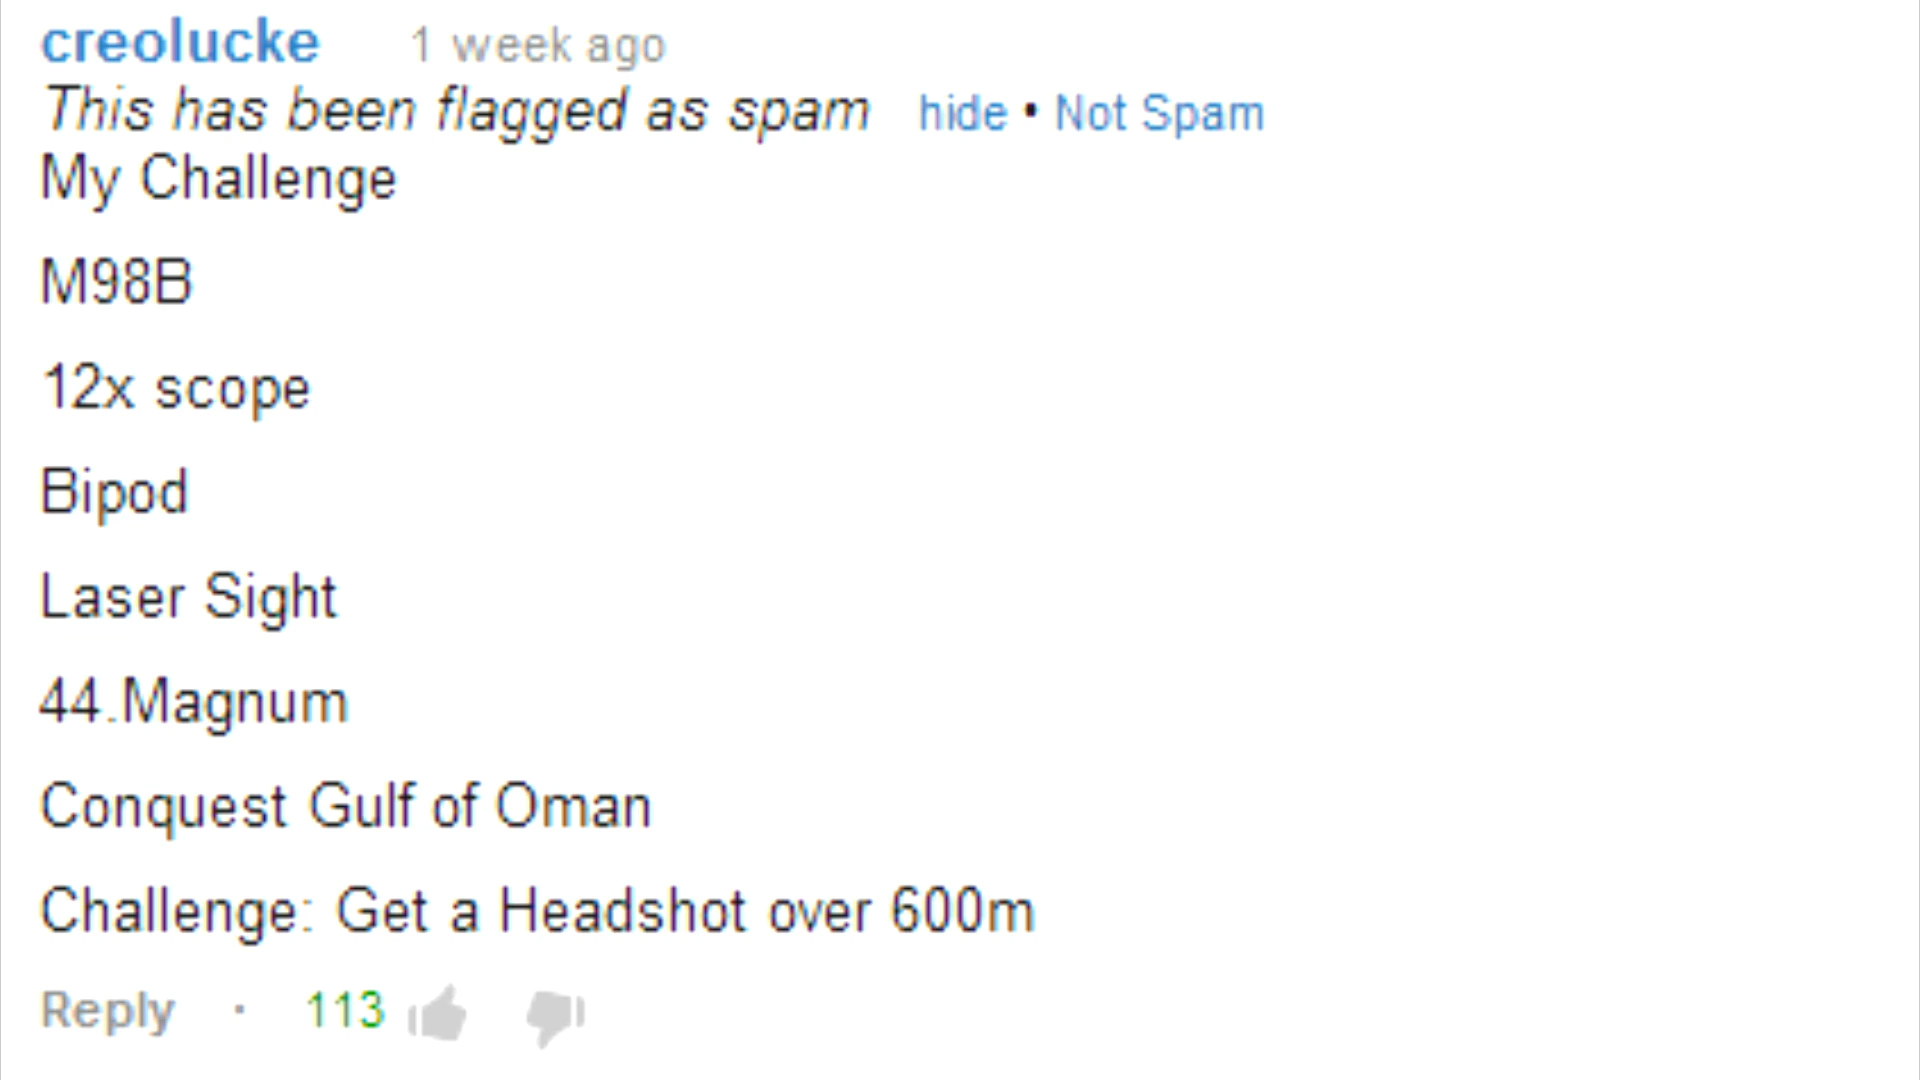 creolucke 1 week ago
This has been flagged as spam hide • Not Spam
My Challenge
M98B
12x scope
Bipod
Laser Sight
44.Magnum
Conquest Gulf of Oman
Challenge: Get a Headshot over 600m
Reply · 113